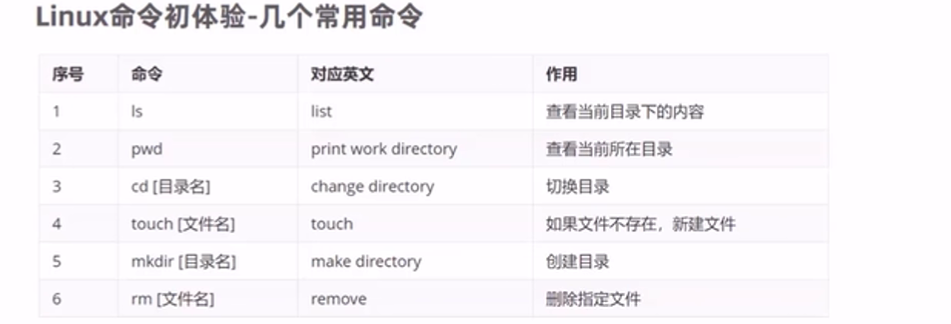 Linux命令初体验-几个常用命令
序号 命令 对应英文 作用
1 ls list 查看当前目录下的内容
2 pwd print work directory 查看当前所在目录
3 cd [目录名] change directory 切换目录
4 touch [文件名] touch 如果文件不存在，新建文件
5 mkdir [目录名] make directory 创建目录
6 rm [文件名] remove 删除指定文件